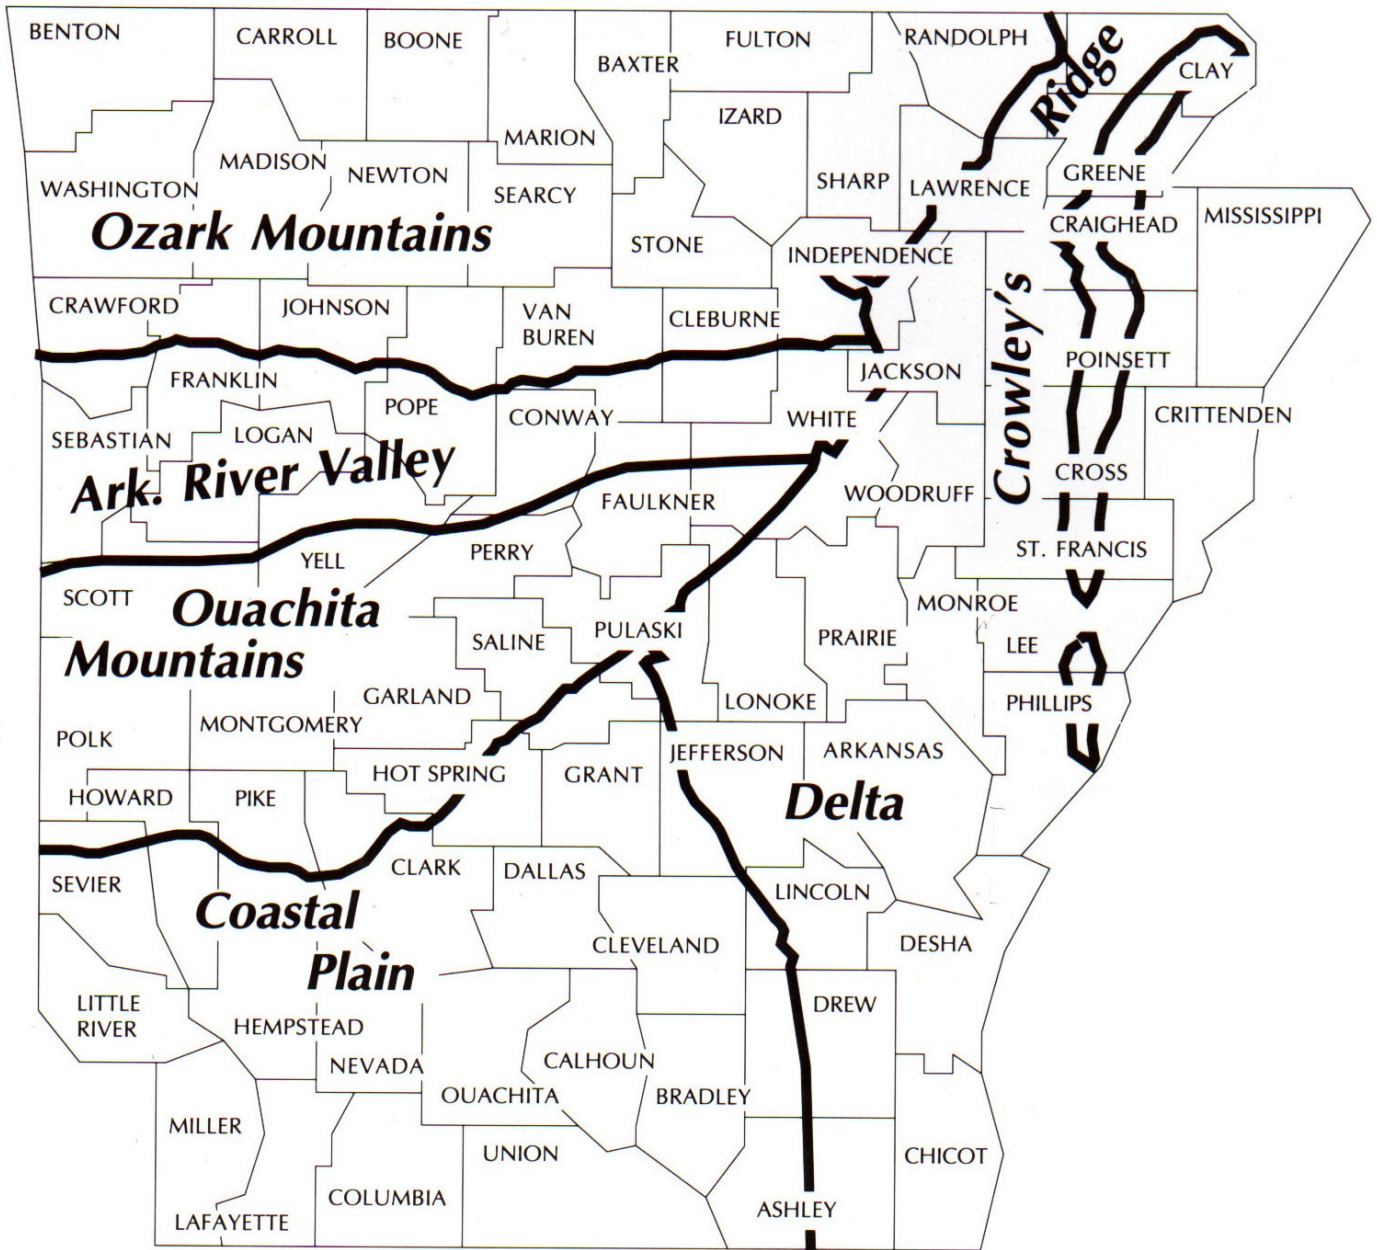 BENTON
CARROLL
BOONE
BAXTER
FULTON
RANDOLPH
CLAY
MARION
IZARD
Ridge
WASHINGTON
MADISON
NEWTON
SEARCY
SHARP
LAWRENCE
GREENE
Ozark Mountains
STONE
INDEPENDENCE
CRAIGHEAD
MISSISSIPPI
CRAWFORD
JOHNSON
VAN
BUREN
CLEBURNE
Crowley's
POINSETT
FRANKLIN
POPE
CONWAY
WHITE
JACKSON
CRITTENDEN
SEBASTIAN
LOGAN
Ark. River Valley
FAULKNER
WOODRUFF
CROSS
YELL
PERRY
ST. FRANCIS
SCOTT
Ouachita
Mountains
SALINE
PULASKI
PRAIRIE
MONROE
LEE
GARLAND
LONOKE
PHILLIPS
POLK
MONTGOMERY
HOT SPRING
GRANT
JEFFERSON
ARKANSAS
HOWARD
PIKE
Delta
SEVIER
CLARK
DALLAS
LINCOLN
Coastal
Plain
CLEVELAND
DESHA
LITTLE
RIVER
HEMPSTEAD
NEVADA
OUACHITA
CALHOUN
BRADLEY
DREW
MILLER
UNION
CHICOT
LAFAYETTE
COLUMBIA
ASHLEY